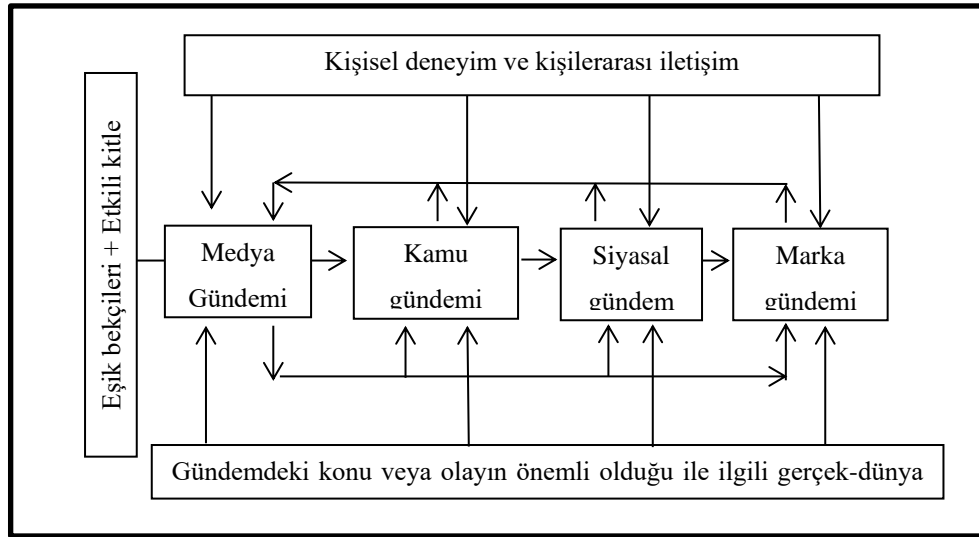 Kişisel deneyim ve kişilerarası iletişim
Eşik bekçileri + Etkili kitle
Medya
Gündemi
Kamu
gündemi
Siyasal
gündem
Marka
gündemi
Gündemdeki konu veya olayın önemli olduğu ile ilgili gerçek-dünya